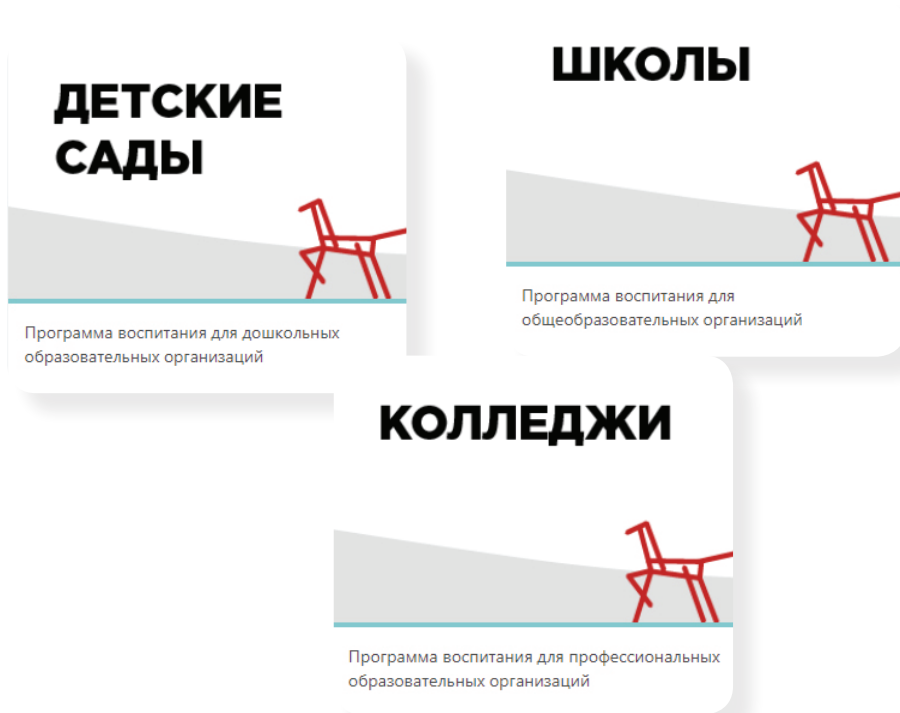 ДЕТСКИЕ
САДЫ
Программа воспитания для дошкольных
образовательных организаций
ШКОЛЫ
Программа воспитания для
общеобразовательных организаций
КОЛЛЕДЖИ
Программа воспитания для профессиональных
образовательных организаций